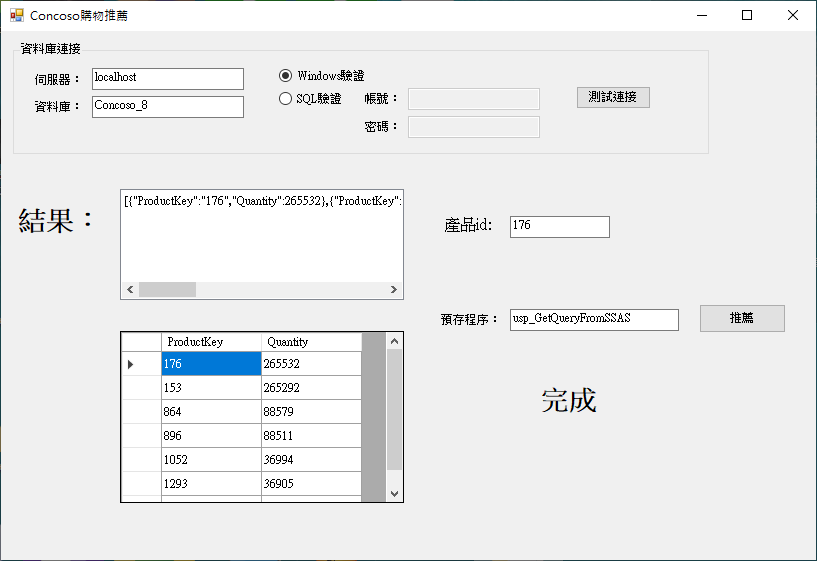 Concoso購物推薦
資料庫連接
伺服器： localhost
資料庫： Concoso_8
Windows驗證
SQL驗證 帳號：
密碼：
測試連接
結果：
[{"ProductKey":"176","Quantity":265532},{"ProductKey":
產品id: 176
預存程序： usp_GetQueryFromSSAS 推薦
完成
ProductKey Quantity
176 265532
153 265292
864 88579
896 88511
1052 36994
1293 36905